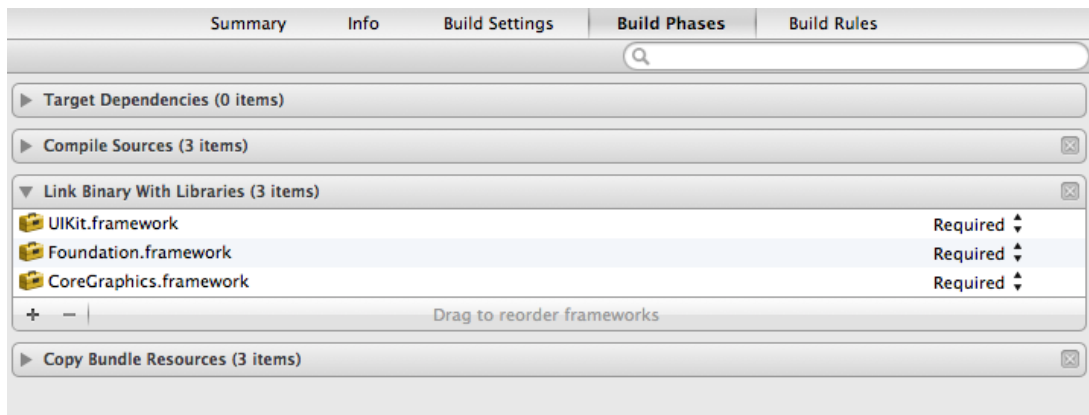 Summary Info Build Settings Build Phases Build Rules
Target Dependencies (0 items)
Compile Sources (3 items)
Link Binary With Libraries (3 items)
UIKit.framework Required
Foundation.framework Required
CoreGraphics.framework Required
Drag to reorder frameworks
Copy Bundle Resources (3 items)